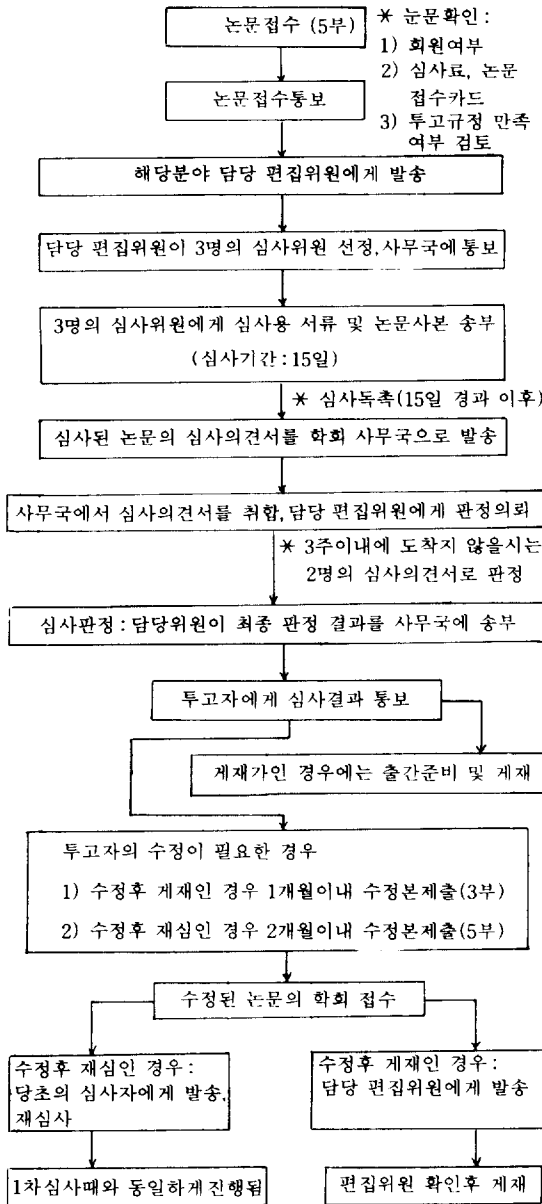 논문접수 (5부)
* 눈문확인 :
1) 회원여부
2) 심사료, 논문
접수카드
3) 투고규정 만족
여부 검토
논문접수통보
해당분야 담당 편집위원에게 발송
담당 편집위원이 3명의 심사위원 선정,사무국에 통보
3명의 심사위원에게 심사용 서류 및 논문사본 송부
(심사기간 : 15일)
* 심사독촉(15일 경과 이후)
심사된 논문의 심사의견서를 학회 사무국으로 발송
사무국에서 심사의견서를 취합, 담당 편집위원에게 판정의뢰
* 3주이내에 도착지 않을시는
2명의 심사의견서로 판정
심사판정 : 담당위원이 최종 판정 결과를 사무국에 송부
투고자에게 심사결과 통보
게재가인 경우에는 출간준비 및 게재
투고자의 수정이 필요한 경우
1) 수정후 게재인 경우 1개월이내 수정본제출(3부)
2) 수정후 재심인 경우 2개월이내 수정본제출(5부)
수정된 논문의 학회 접수
수정후 재심인 경우 :
당초의 심사자에게 발송,
재심사
수정후 게재인 경우 :
담당 편집위원에게 발송
1차심사때와 동일하게진행됨
편집위원 확인후 게재